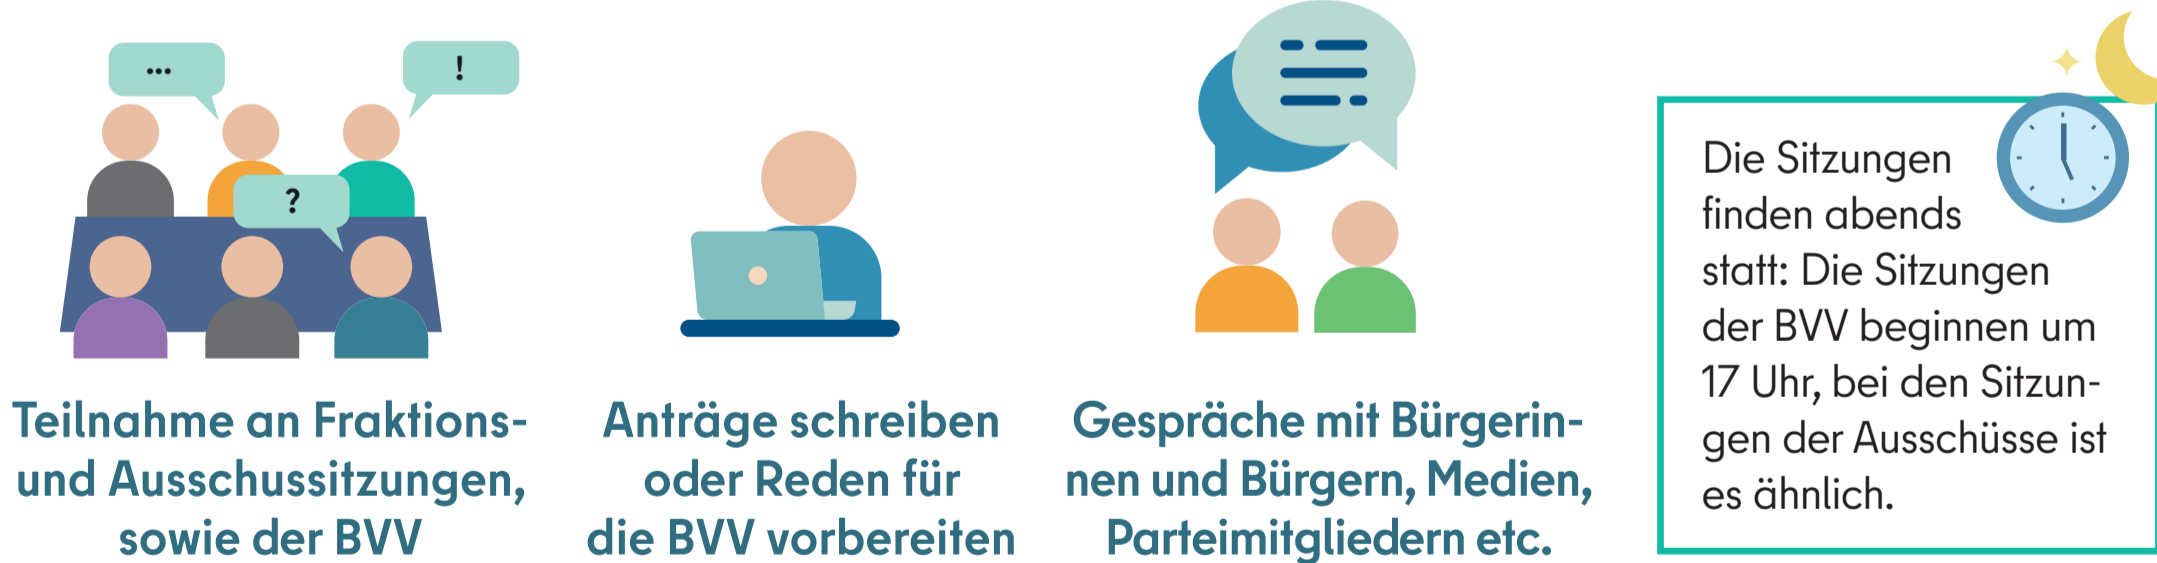 ...
!
?
Teilnahme an Fraktions-
und Ausschussitzungen,
sowie der BVV
Anträge schreiben
oder Reden für
die BVV vorbereiten
Gespräche mit Bürgerin-
nen und Bürgern, Medien,
Parteimitgliedern etc.
Die Sitzungen
finden abends
statt: Die Sitzungen
der BVV beginnen um
17 Uhr, bei den Sitzun-
gen der Ausschüsse ist
es ähnlich.